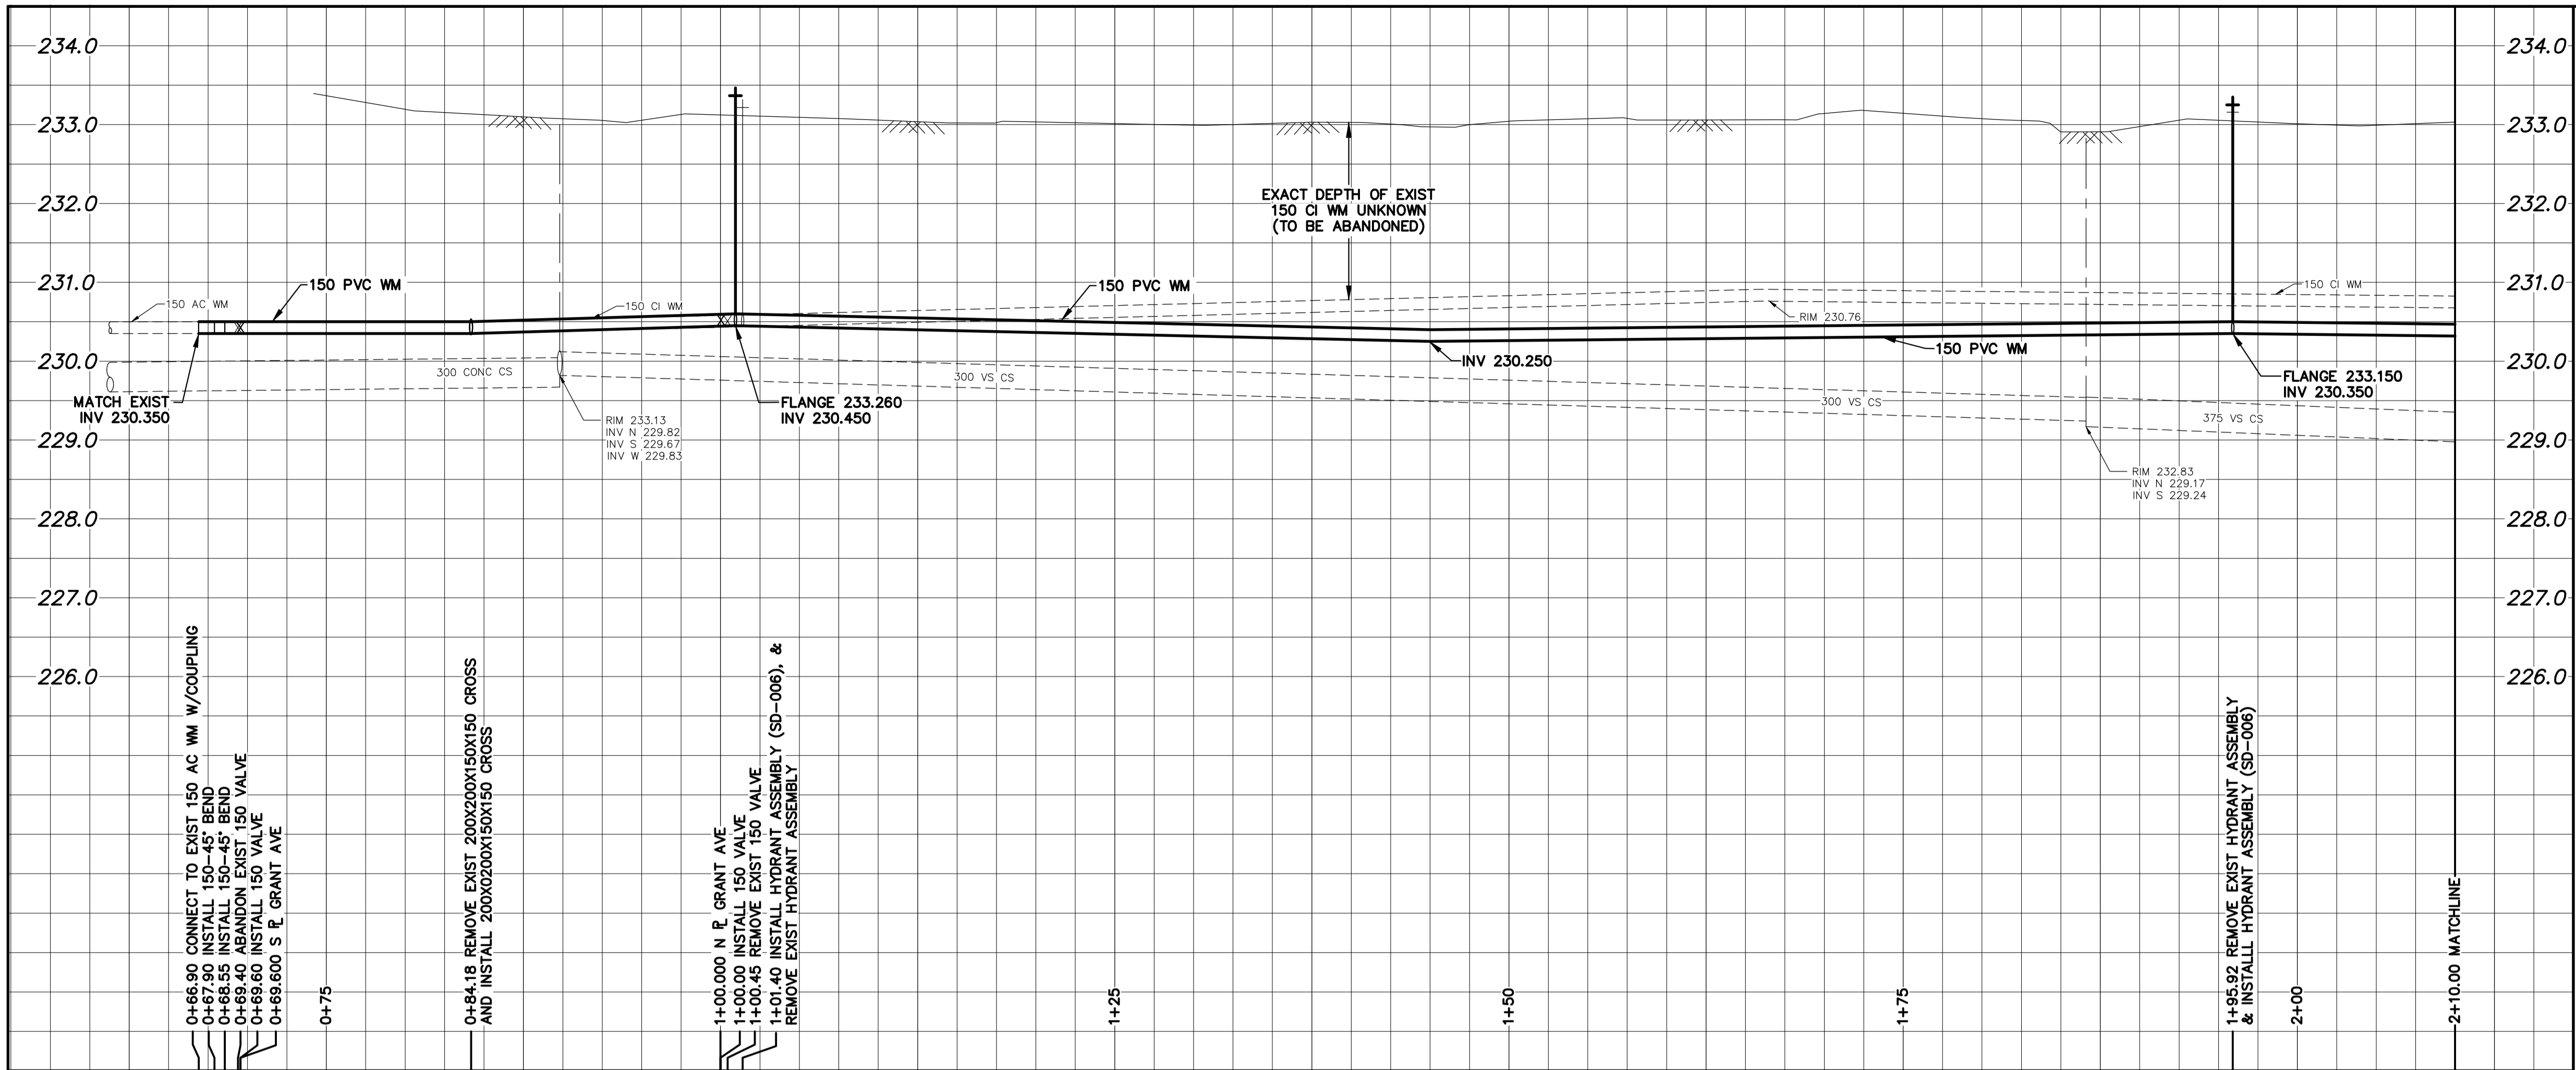 234.0
234.0
233.0
233.0
EXACT DEPTH OF EXIST
150 CI WM UNKNOWN
(TO BE ABANDONED)
232.0
232.0
231.0
231.0
150 AC WM
150 PVC WM
150 CI WM
150 PVC WM
RIM 230.76
150 CI WM
230.0
230.0
300 CONC CS
300 VS CS
INV 230.250
150 PVC WM
300 VS CS
375 VS CS
MATCH EXIST
INV 230.350
FLANGE 233.260
INV 230.450
FLANGE 233.150
INV 230.350
RIM 233.13
INV N 229.82
INV S 229.67
INV W 229.83
229.0
229.0
RIM 232.83
INV N 229.17
INV S 229.24
228.0
228.0
227.0
227.0
226.0
226.0
0+66.90 CONNECT TO EXIST 150 AC WM W/COUPLING
0+67.90 INSTALL 150-45° BEND
0+68.55 INSTALL 150-45° BEND
0+69.40 ABANDON EXIST 150 VALVE
0+69.60 INSTALL 150 VALVE
0+69.600 S PL GRANT AVE
0+75
0+84.18 REMOVE EXIST 200X200X150X150 CROSS
AND INSTALL 200X0200X150X150 CROSS
1+00.000 N PL GRANT AVE
1+00.00 INSTALL 150 VALVE
1+00.45 REMOVE EXIST 150 VALVE
1+01.40 INSTALL HYDRANT ASSEMBLY (SD-006), &
REMOVE EXIST HYDRANT ASSEMBLY
1+25
1+50
1+75
1+95.92 REMOVE EXIST HYDRANT ASSEMBLY
& INSTALL HYDRANT ASSEMBLY (SD-006)
2+00
2+10.00 MATCHLINE